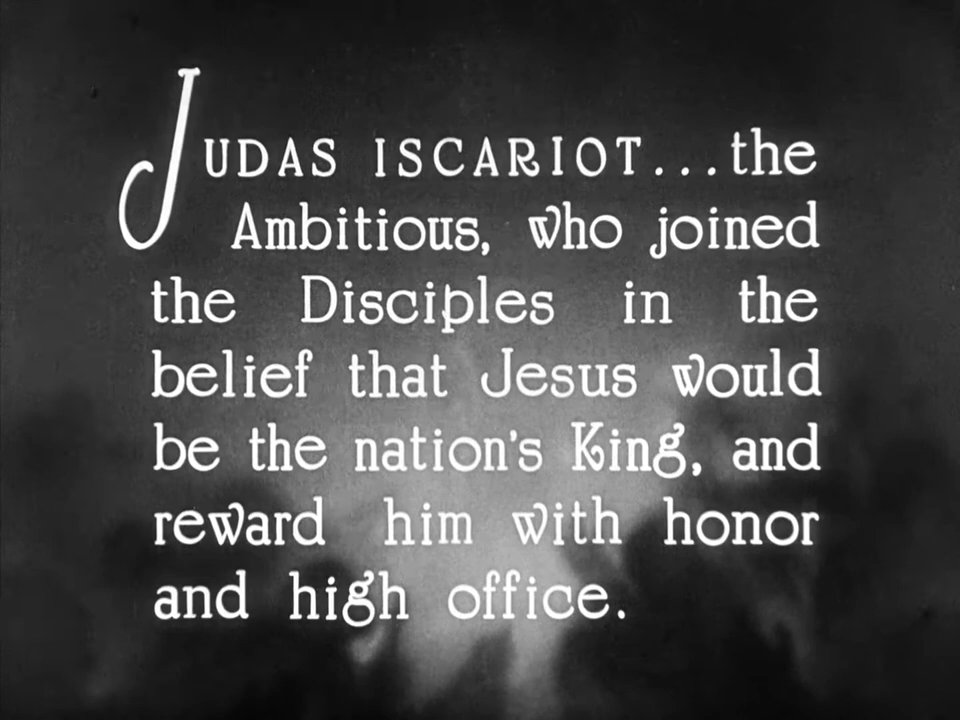 JUDAS ISCARIOT...the
Ambitious, who joined
the Disciples in the
belief that Jesus would
be the nation's King, and
reward him with honor
and high office.